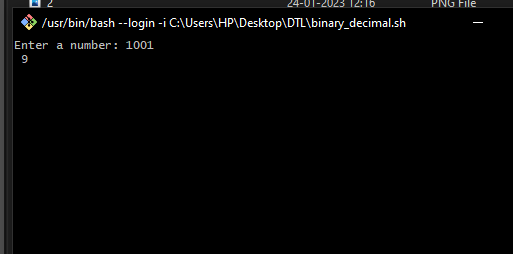 2 24-01-2023 12:16 PNG File
/usr/bin/bash --login -i C:\Users\HP\Desktop\DTL\binary_decimal.sh
Enter a number: 1001
9